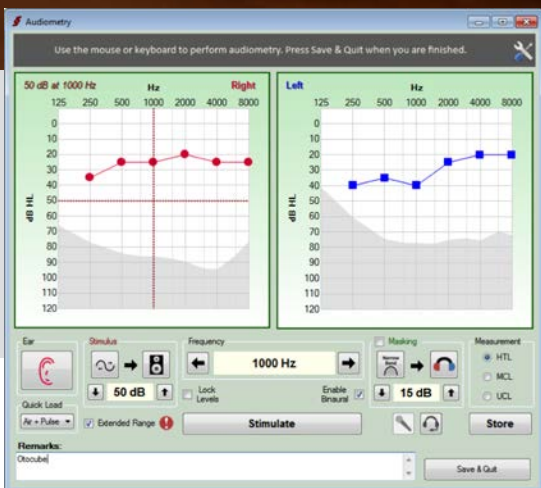 Audiometry
Use the mouse or keyboard to perform audiometry. Press Save & Quit when you are finished.
50 dB at 1000 Hz Hz Right
125 250 500 1000 2000 4000 8000
0
10
20
30
40
50
60
70
80
90
100
110
120
dB HL
Left Hz
125 250 500 1000 2000 4000 8000
0
10
20
30
40
50
60
70
80
90
100
110
120
dB HL
Ear Stimulus Frequency Masking Measurement
1000 Hz
Narrow Band
HTL
MCL
UCL
50 dB
Lock Levels
Enable Binaural
15 dB
Quick Load
Air + Pulse
Extended Range
Stimulate
Store
Remarks:
Otocube
Save & Quit